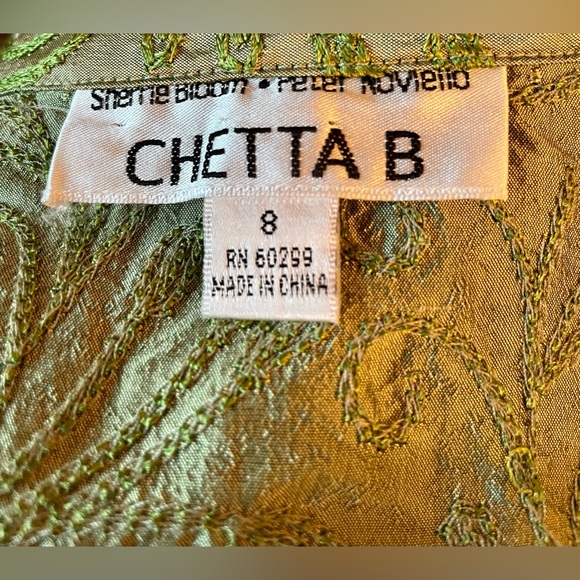 Sherrie Bloom • Peter Noviello
CHETTA B
8
RN 60299
MADE IN CHINA